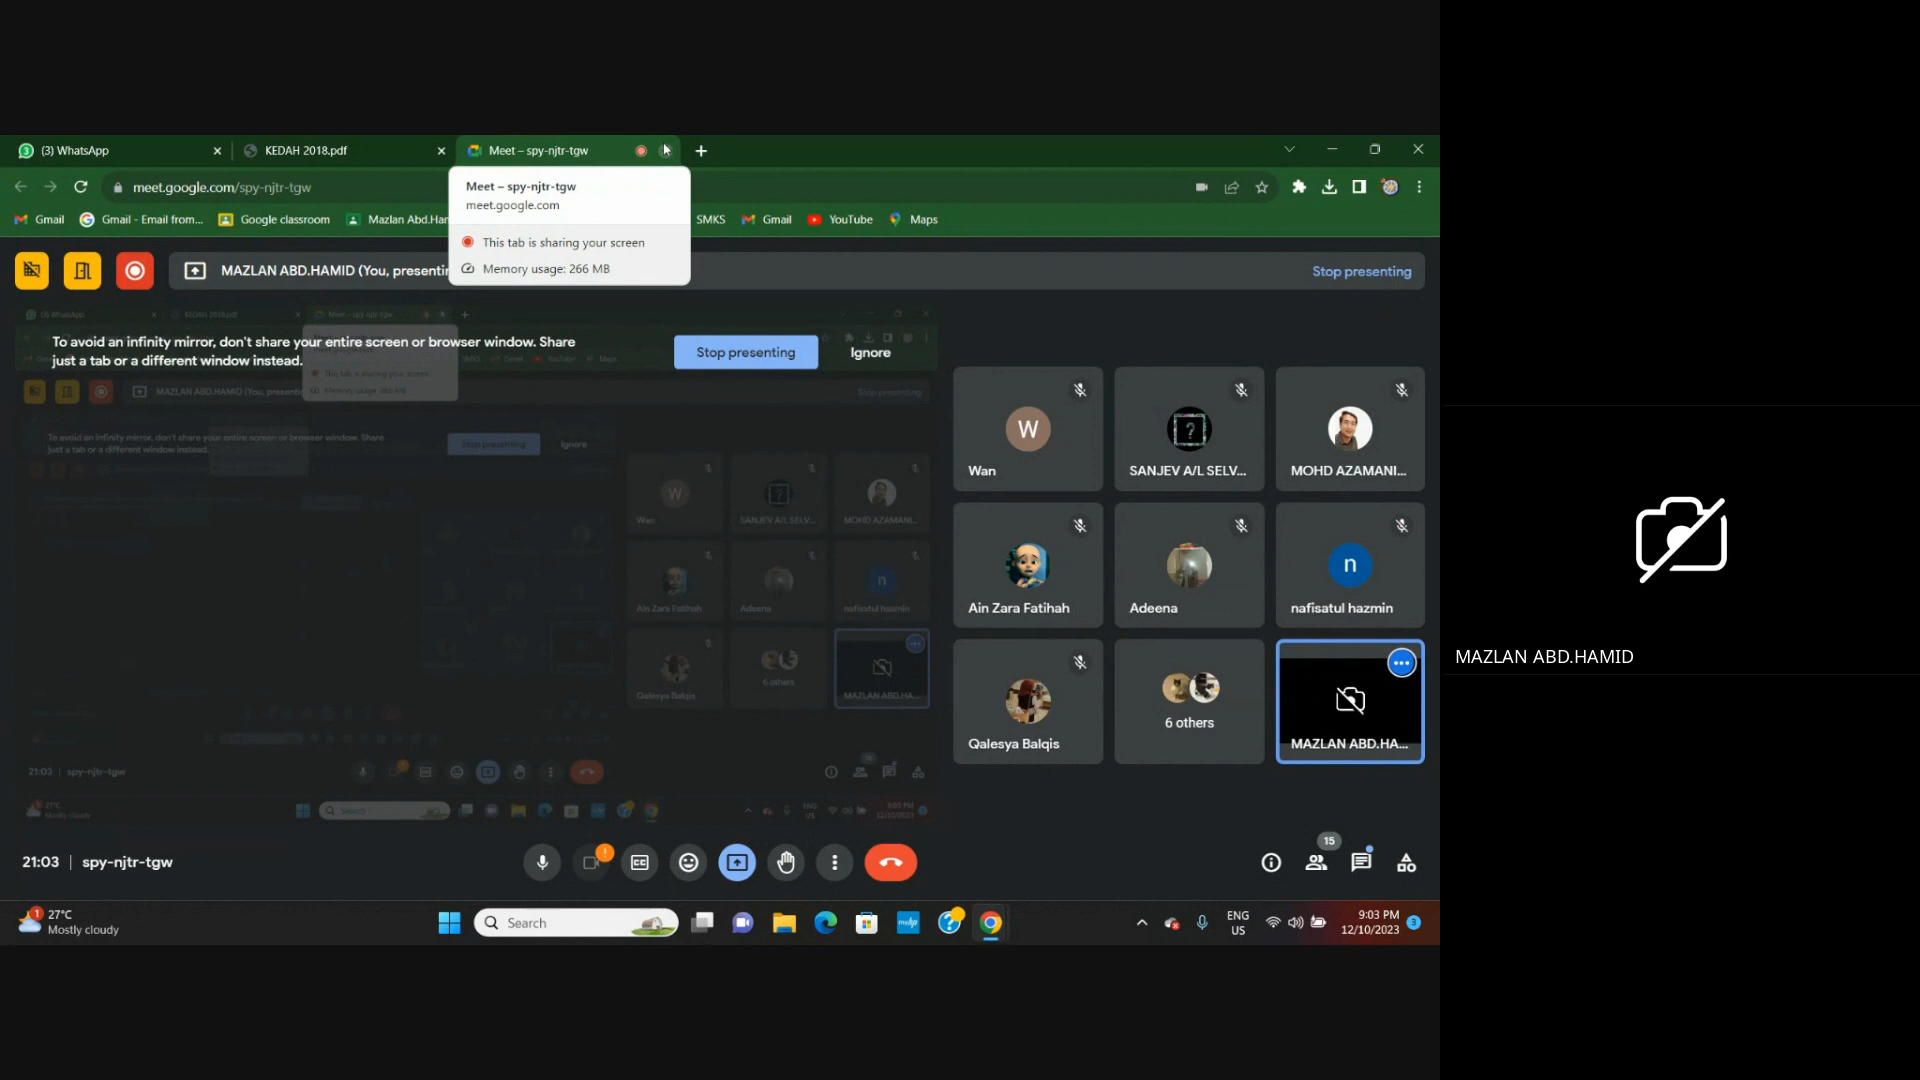 (3) WhatsApp
KEDAH 2018.pdf
Meet – spy-njtr-tgw
meet.google.com/spy-njtr-tgw
Meet – spy-njtr-tgw
meet.google.com
This tab is sharing your screen
Memory usage: 266 MB
Gmail
Gmail - Email from...
Google classroom
Mazlan Abd.Har
SMKS
Gmail
YouTube
Maps
MAZLAN ABD.HAMID (You, presentin
Stop presenting
To avoid an infinity mirror, don't share your entire screen or browser window. Share
just a tab or a different window instead.
Stop presenting
Ignore
W
Wan
?
SANJEV A/L SELV...
MOHD AZAMANI...
Ain Zara Fatihah
Adeena
n
nafisatul hazmin
Qalesya Balqis
6 others
MAZLAN ABD.HA...
MAZLAN ABD.HAMID
21:03 | spy-njtr-tgw
15
1
27°C
Mostly cloudy
Search
ENG
US
9:03 PM
12/10/2023
3